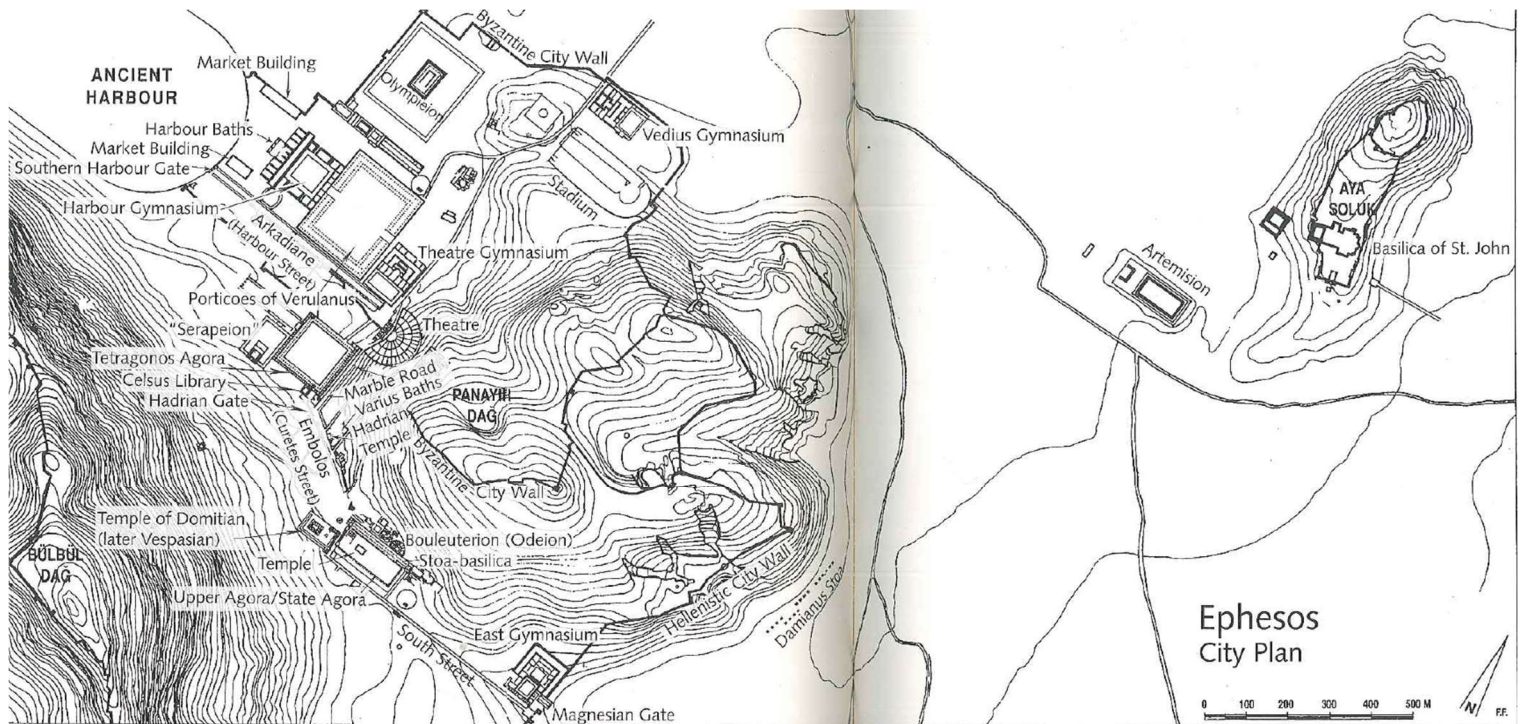 Byzantine City Wall
Market Building
ANCIENT
HARBOUR
Olympieion
Harbour Baths
Market Building
Southern Harbour Gate
Vedius Gymnasium
Harbour Gymnasium
Stadium
Arkadiane
(Harbour Street)
Theatre Gymnasium
Porticoes of Verulanus
"Serapeion"
Theatre
Tetragonos Agora
Celsus Library
Hadrian Gate
Marble Road
Varius Baths
Hadrian
Temple
PANAYIH
DAG
Embolos
(Curetes Street)
Byzantine
City Wall
Temple of Domitian
(later Vespasian)
Bouleuterion (Odeion)
BÜLBÜL
DAG
Temple
Stoa-basilica
Upper Agora/State Agora
Hellenistic City Wall
Damianus Stoa
East Gymnasium
South Street
Magnesian Gate
AYA
SOLUK
Artemision
Basilica of St. John
Ephesos
City Plan
0 100 200 300 400 500 M
N
F.F.